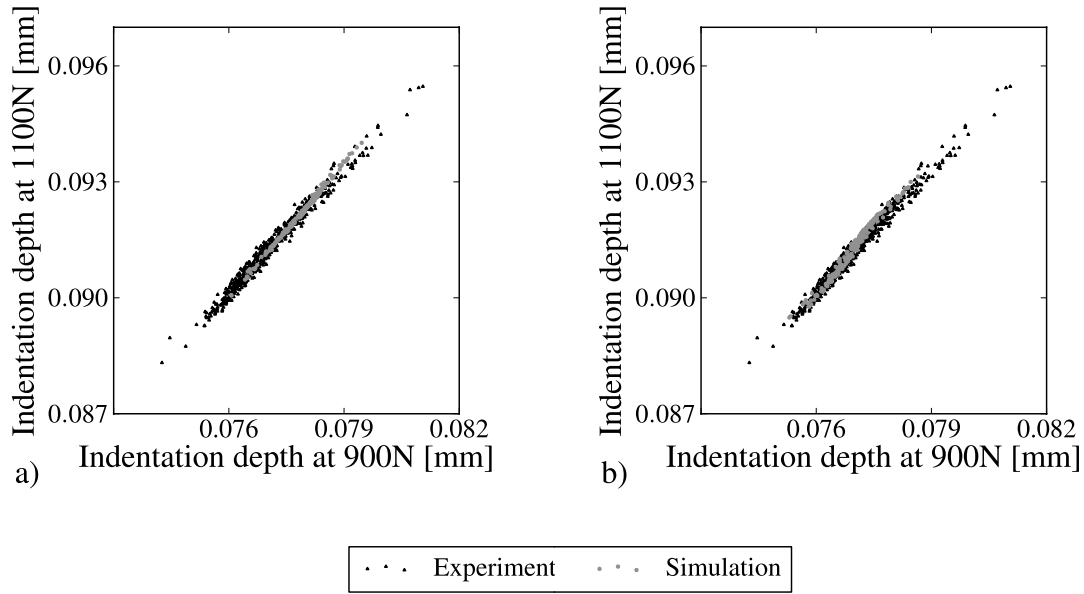 Indentation depth at 1100N [mm]
0.096
0.093
0.090
0.087
0.076 0.079 0.082
Indentation depth at 900N [mm]
a)
Indentation depth at 1100N [mm]
0.096
0.093
0.090
0.087
0.076 0.079 0.082
Indentation depth at 900N [mm]
b)
Experiment Simulation